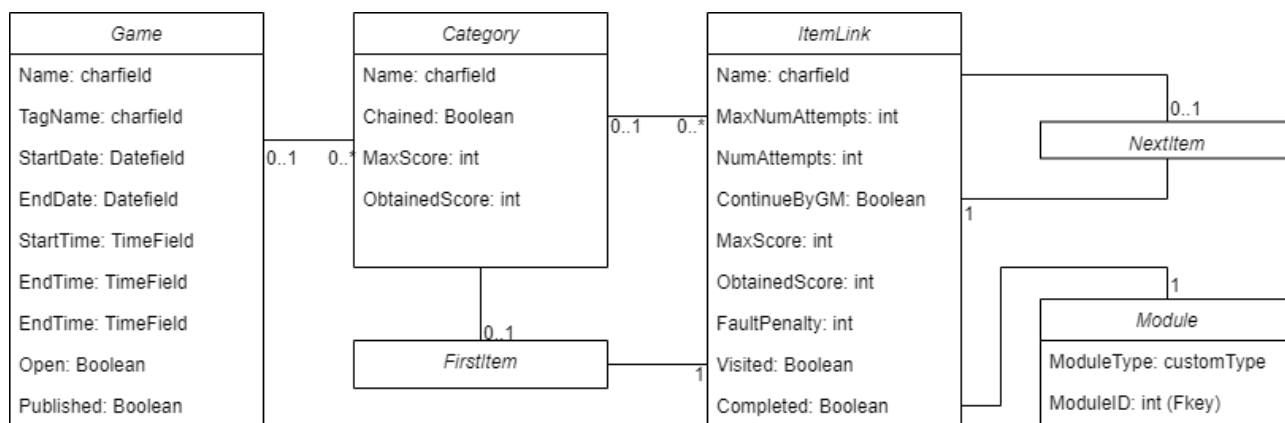 Game
Name: charfield
TagName: charfield
StartDate: Datefield
EndDate: Datefield
StartTime: TimeField
EndTime: TimeField
EndTime: TimeField
Open: Boolean
Published: Boolean
0..1
0..*
Category
Name: charfield
Chained: Boolean
MaxScore: int
ObtainedScore: int
0..1
0..*
0..1
FirstItem
1
ItemLink
Name: charfield
MaxNumAttempts: int
NumAttempts: int
ContinueByGM: Boolean
MaxScore: int
ObtainedScore: int
FaultPenalty: int
Visited: Boolean
Completed: Boolean
0..1
NextItem
1
1
Module
ModuleType: customType
ModuleID: int (Fkey)